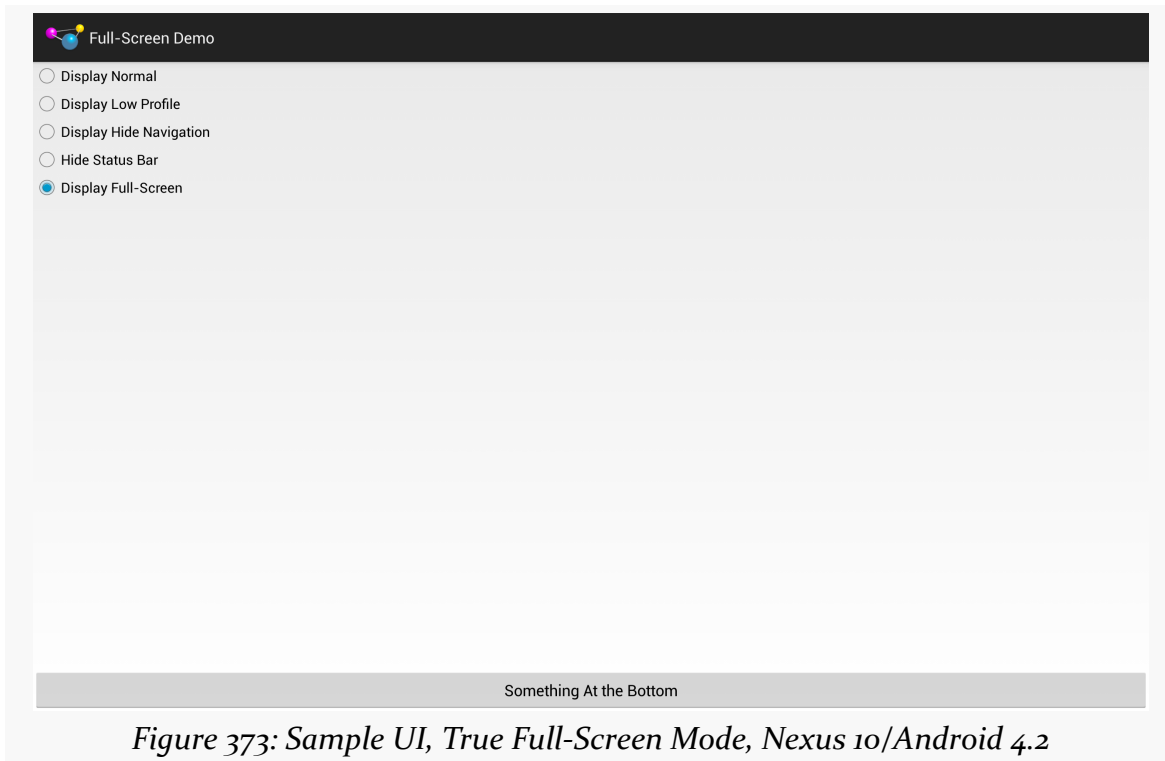 Full-Screen Demo
Display Normal
Display Low Profile
Display Hide Navigation
Hide Status Bar
Display Full-Screen
Something At the Bottom
Figure 373: Sample UI, True Full-Screen Mode, Nexus 10/Android 4.2